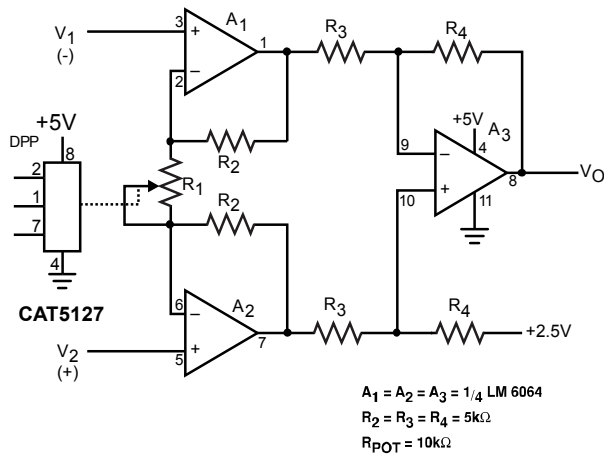 V1
(-)
3
+
A1
1
R3
R4
2
–
+5V
DPP
8
R2
+5V
A3
2
9
–
4
1
R1
+
8
VO
7
R2
10
11
4
CAT5127
6
–
A2
7
R3
R4
+2.5V
V2
(+)
5
+
A1 = A2 = A3 = 1/4 LM 6064
R2 = R3 = R4 = 5kΩ
RPOT = 10kΩ